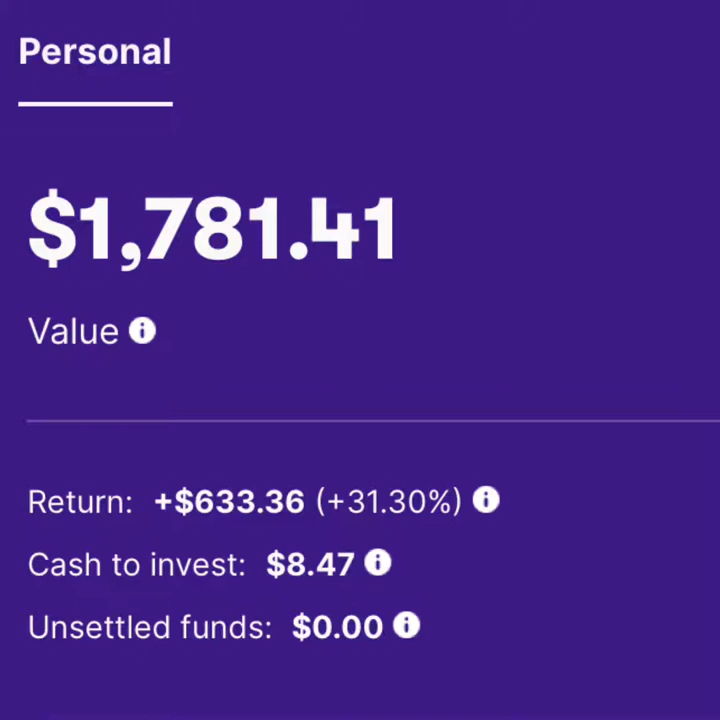 Personal
$1,781.41
Value
Return: +$633.36 (+31.30%)
Cash to invest: $8.47
Unsettled funds: $0.00